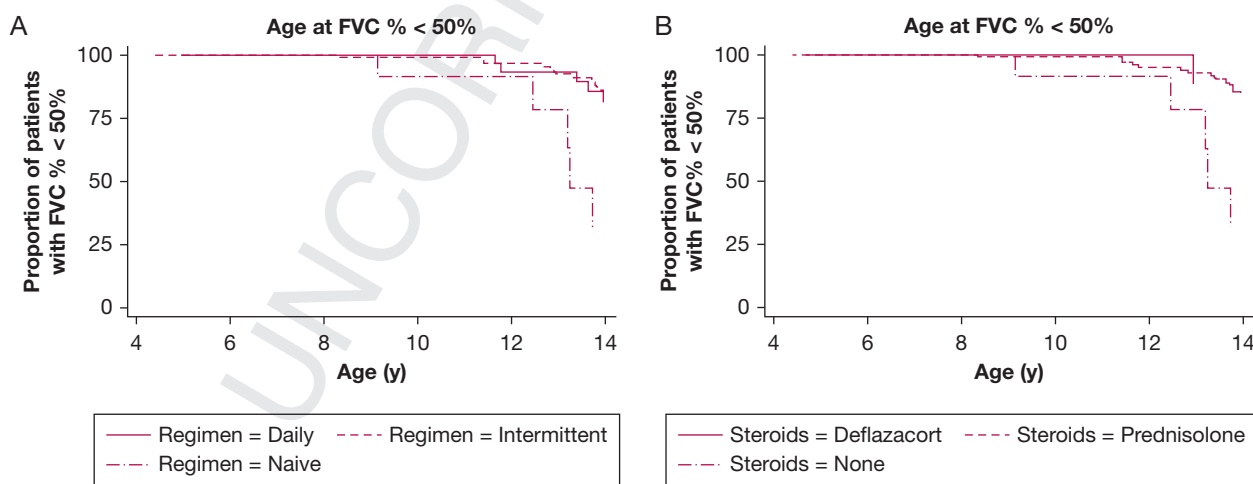 A
Age at FVC % < 50%
Proportion of patients
with FVC % < 50%
100
75
50
25
0
4 6 8 10 12 14
Age (y)
Regimen = Daily Regimen = Intermittent
Regimen = Naive
B
Age at FVC % < 50%
Proportion of patients
with FVC% < 50%
100
75
50
25
0
4 6 8 10 12 14
Age (y)
Steroids = Deflazacort Steroids = Prednisolone
Steroids = None
UNCORR